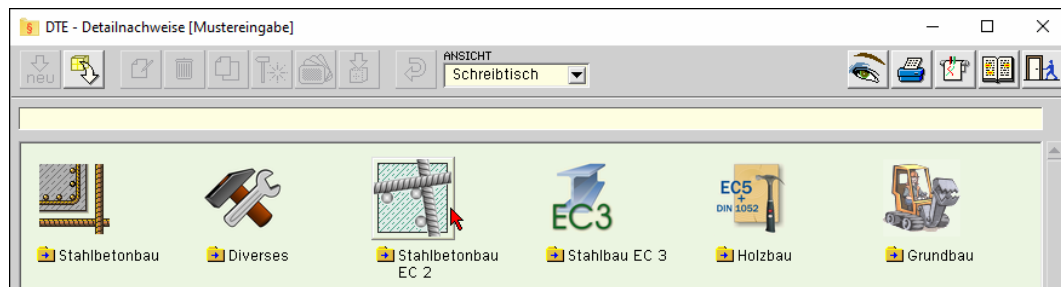 DTE - Detailnachweise [Mustereingabe]
neu
ANSICHT
Schreibtisch
EC3
EC5
+
DIN 1052
Stahlbetonbau
Diverses
Stahlbetonbau
EC 2
Stahlbau EC 3
Holzbau
Grundbau